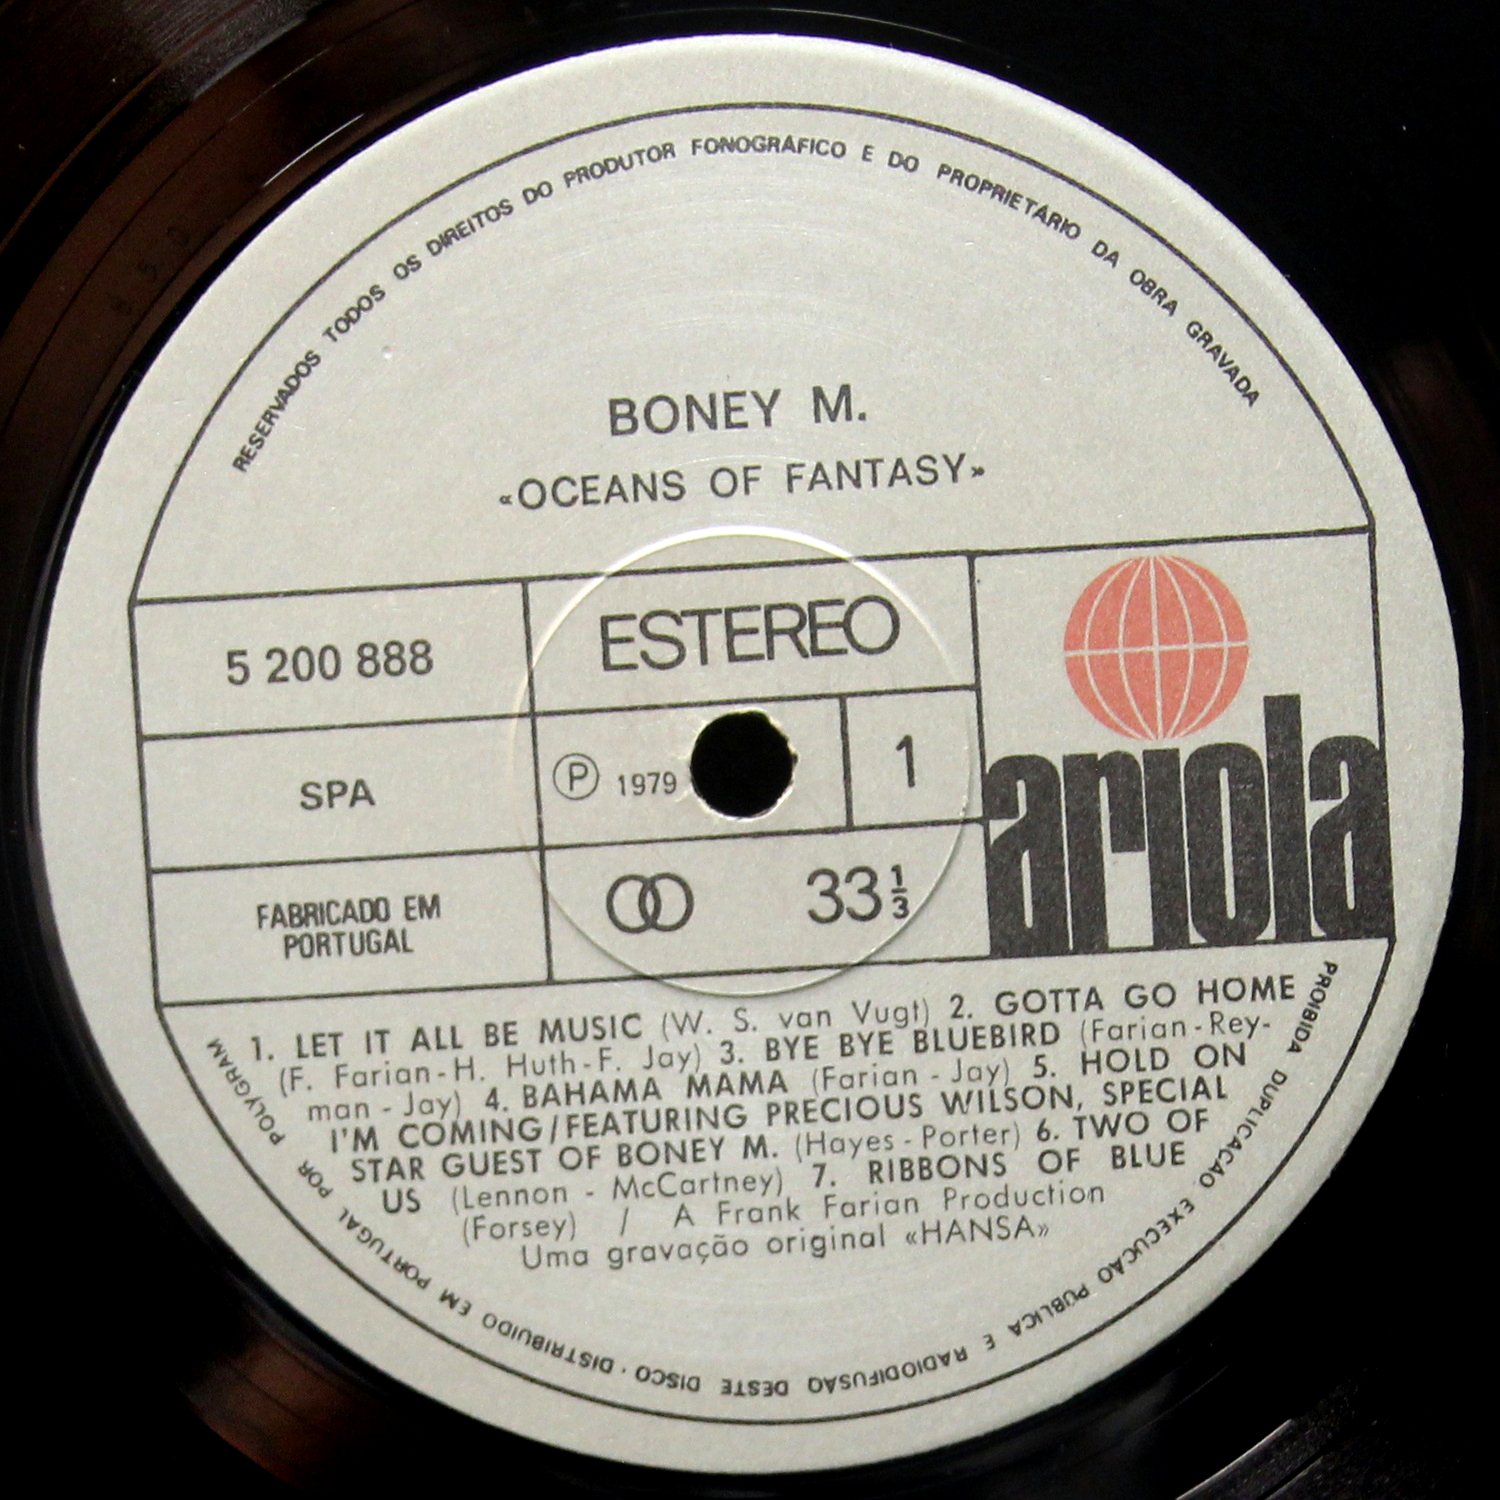 RESERVADOS TODOS OS DIREITOS DO PRODUTOR FONOGRÁFICO E DO PROPRIETÁRIO DA OBRA GRAVADA
BONEY M.
«OCEANS OF FANTASY»
5 200 888
ESTEREO
SPA
Ⓟ 1979
1
ariola
FABRICADO EM
PORTUGAL
33 1/3
1. LET IT ALL BE MUSIC (W. S. van Vugt) 2. GOTTA GO HOME
(F. Farian-H. Huth-F. Jay) 3. BYE BYE BLUEBIRD (Farian-Rey-
man - Jay) 4. BAHAMA MAMA (Farian - Jay) 5. HOLD ON
I'M COMING/FEATURING PRECIOUS WILSON, SPECIAL
STAR GUEST OF BONEY M. (Hayes-Porter) 6. TWO OF
US (Lennon - McCartney) 7. RIBBONS OF BLUE
(Forsey) / A Frank Farian Production
Uma gravação original «HANSA»
PROIBIDA DUPLICAÇÃO EXECUÇÃO PÚBLICA E RADIODIFUSÃO DESTE DISCO · DISTRIBUIDO EM PORTUGAL POR POLYGRAM